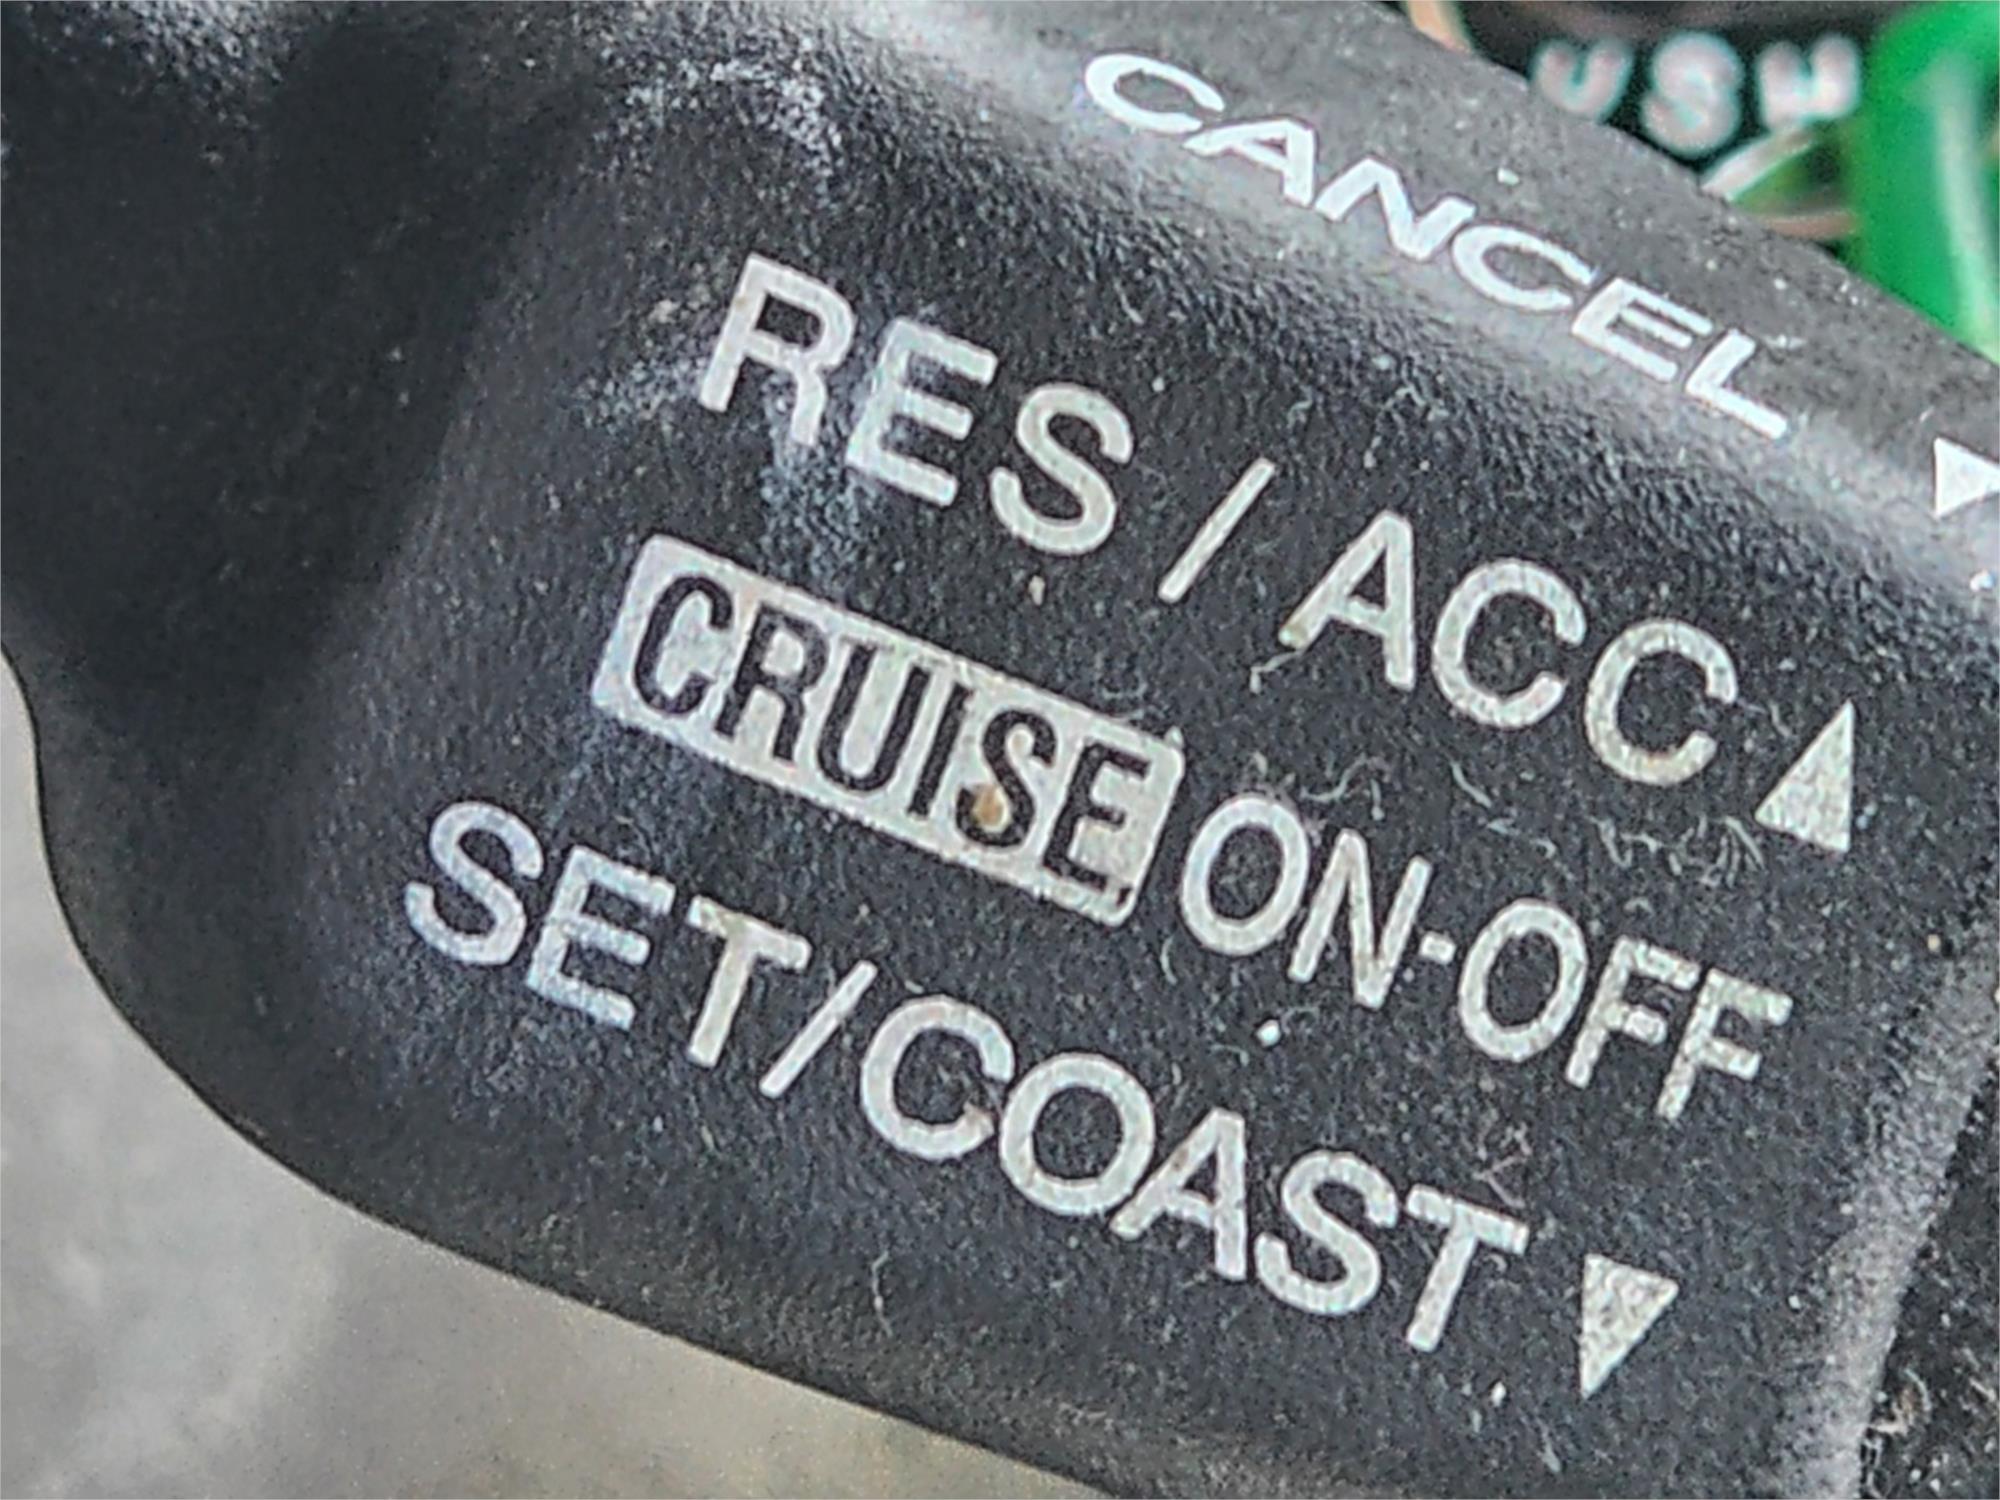 CANCEL
RES / ACC
CRUISE ON-OFF
SET/COAST